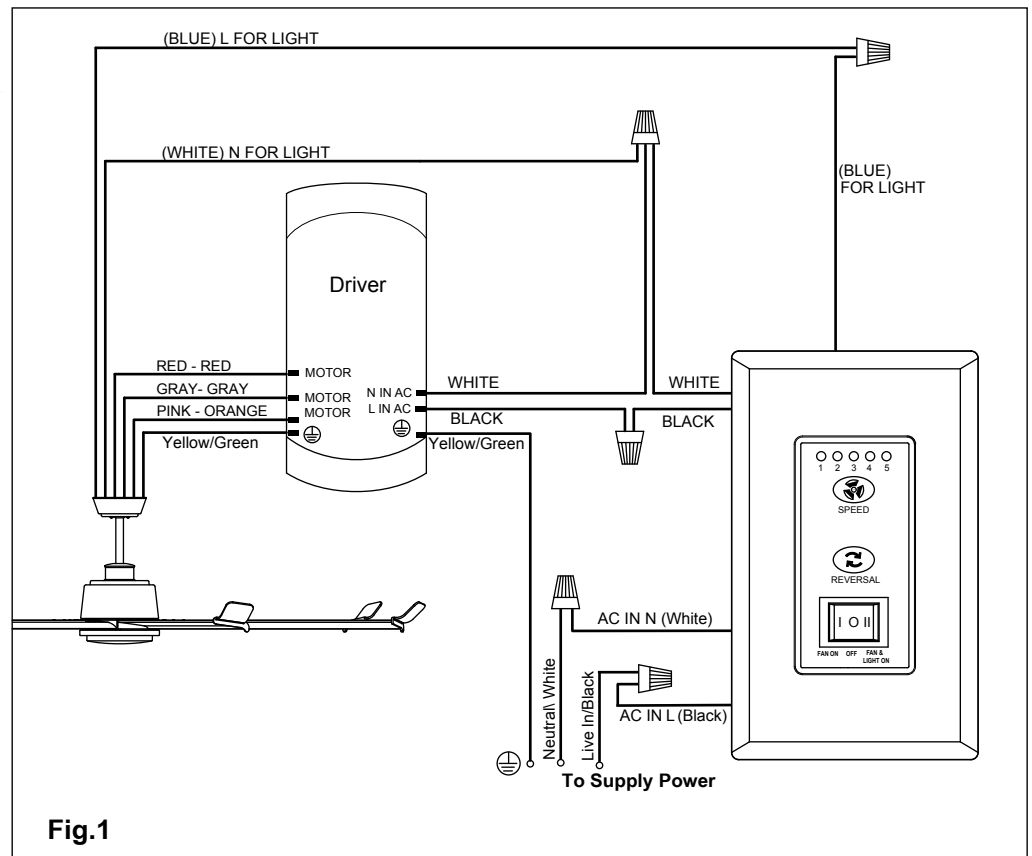 (BLUE) L FOR LIGHT
(WHITE) N FOR LIGHT
(BLUE)
FOR LIGHT
Driver
RED - RED
MOTOR
GRAY- GRAY
MOTOR
PINK - ORANGE
MOTOR
Yellow/Green
N IN AC
WHITE
WHITE
L IN AC
BLACK
BLACK
Yellow/Green
1 2 3 4 5
SPEED
REVERSAL
I O II
FAN ON OFF FAN &
LIGHT ON
AC IN N (White)
AC IN L (Black)
Neutral\ White
Live In/Black
To Supply Power
Fig.1